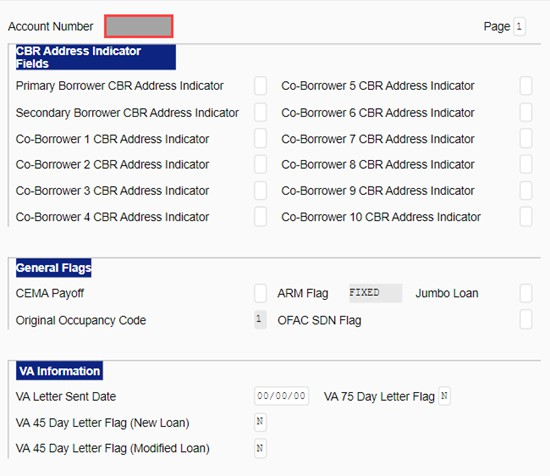 Account Number Page 1
CBR Address Indicator
Fields
Primary Borrower CBR Address Indicator Co-Borrower 5 CBR Address Indicator
Secondary Borrower CBR Address Indicator Co-Borrower 6 CBR Address Indicator
Co-Borrower 1 CBR Address Indicator Co-Borrower 7 CBR Address Indicator
Co-Borrower 2 CBR Address Indicator Co-Borrower 8 CBR Address Indicator
Co-Borrower 3 CBR Address Indicator Co-Borrower 9 CBR Address Indicator
Co-Borrower 4 CBR Address Indicator Co-Borrower 10 CBR Address Indicator
General Flags
CEMA Payoff ARM Flag FIXED Jumbo Loan
Original Occupancy Code 1 OFAC SDN Flag
VA Information
VA Letter Sent Date 00/00/00 VA 75 Day Letter Flag N
VA 45 Day Letter Flag (New Loan) N
VA 45 Day Letter Flag (Modified Loan) N